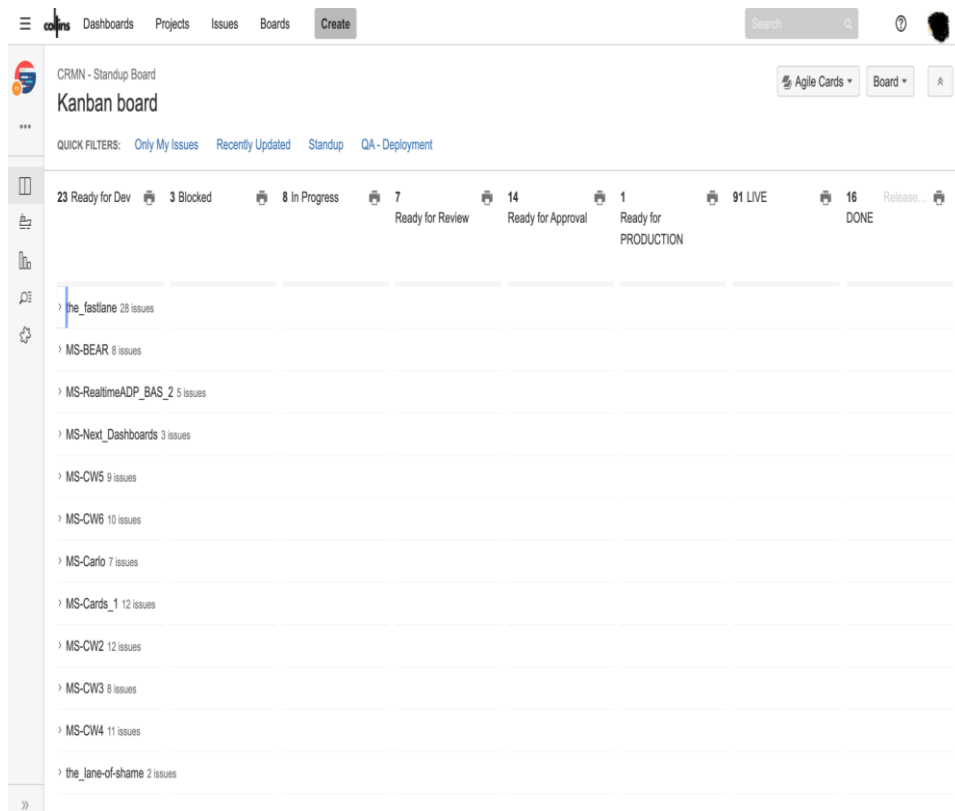 collins Dashboards Projects Issues Boards Create Search
CRMN - Standup Board
Kanban board
Agile Cards Board
QUICK FILTERS: Only My Issues Recently Updated Standup QA - Deployment
23 Ready for Dev 3 Blocked 8 In Progress 7 14 1 91 LIVE 16 Release...
Ready for Review Ready for Approval Ready for DONE
PRODUCTION
the_fastlane 28 issues
MS-BEAR 8 issues
MS-RealtimeADP_BAS_2 5 issues
MS-Next_Dashboards 3 issues
MS-CW5 9 issues
MS-CW6 10 issues
MS-Carlo 7 issues
MS-Cards_1 12 issues
MS-CW2 12 issues
MS-CW3 8 issues
MS-CW4 11 issues
the_lane-of-shame 2 issues